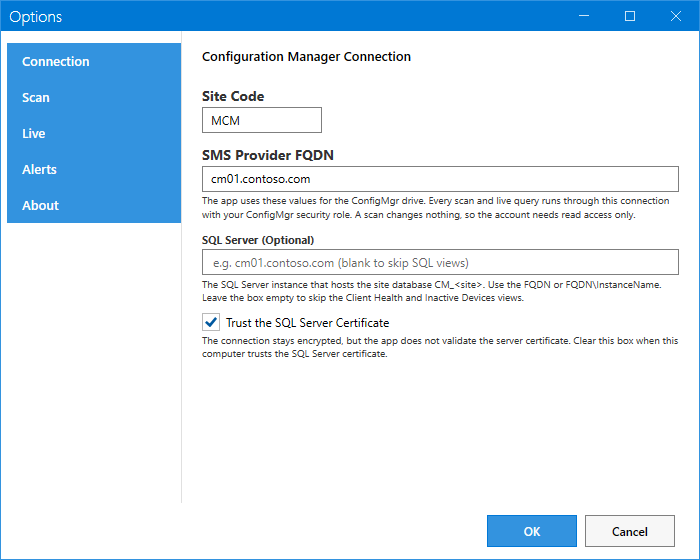 Options
Connection
Scan
Live
Alerts
About
Configuration Manager Connection
Site Code
MCM
SMS Provider FQDN
cm01.contoso.com
The app uses these values for the ConfigMgr drive. Every scan and live query runs through this connection
with your ConfigMgr security role. A scan changes nothing, so the account needs read access only.
SQL Server (Optional)
e.g. cm01.contoso.com (blank to skip SQL views)
The SQL Server instance that hosts the site database CM_<site>. Use the FQDN or FQDN\InstanceName.
Leave the box empty to skip the Client Health and Inactive Devices views.
Trust the SQL Server Certificate
The connection stays encrypted, but the app does not validate the server certificate. Clear this box when this
computer trusts the SQL Server certificate.
OK
Cancel